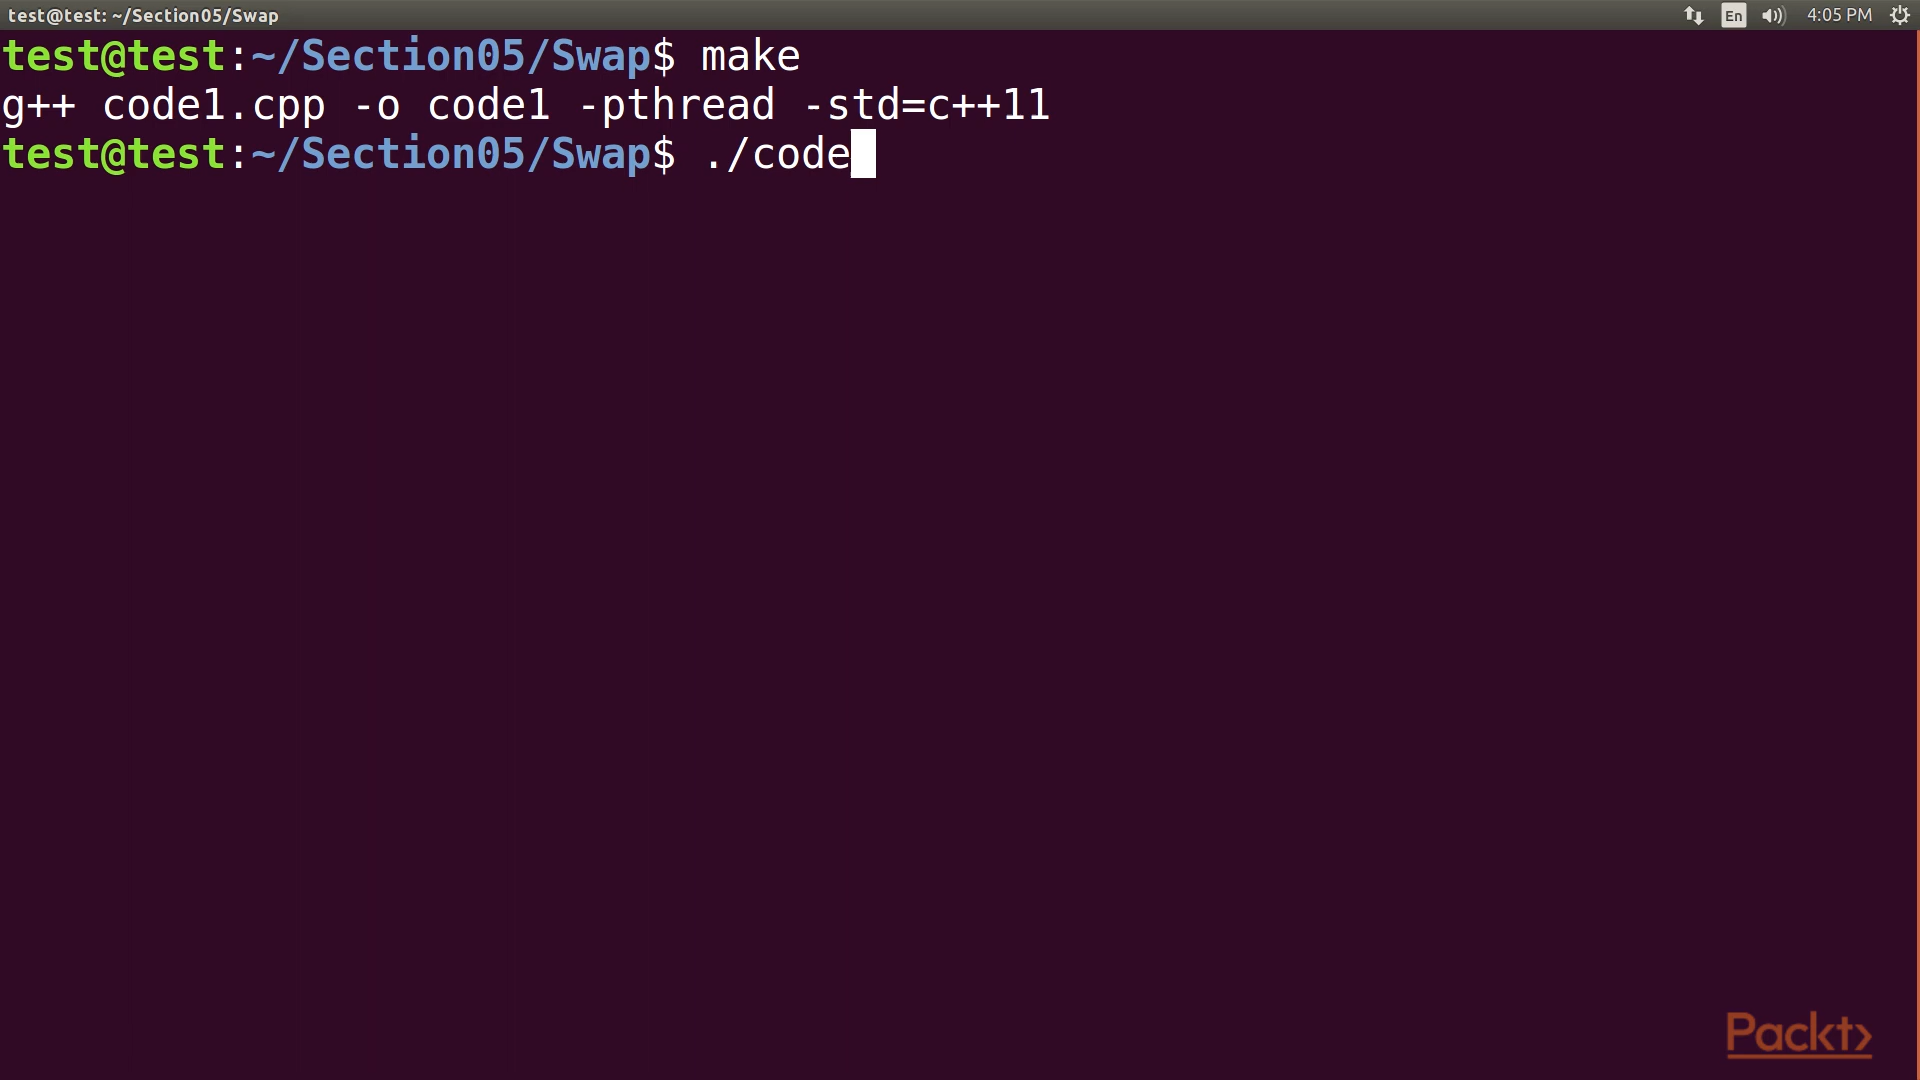 test@test: ~/Section05/Swap
En
4:05 PM
test@test:~/Section05/Swap$ make
g++ code1.cpp -o code1 -pthread -std=c++11
test@test:~/Section05/Swap$ ./code
Packt>